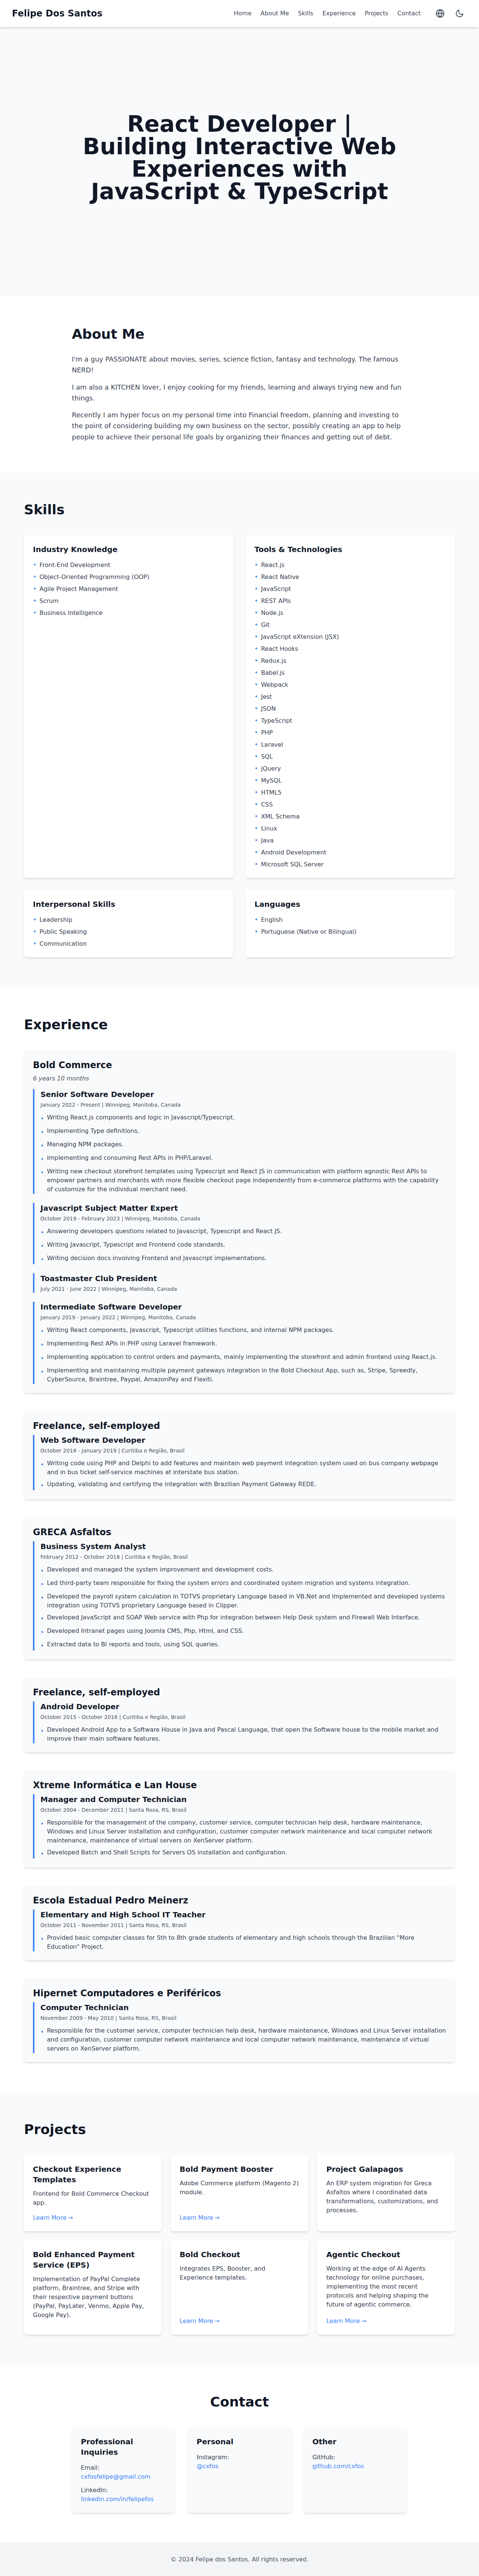 Felipe Dos Santos
Home About Me Skills Experience Projects Contact
React Developer |
Building Interactive Web
Experiences with
JavaScript & TypeScript
About Me
I'm a guy PASSIONATE about movies, series, science fiction, fantasy and technology. The famous
NERD!
I am also a KITCHEN lover, I enjoy cooking for my friends, learning and always trying new and fun
things.
Recently I am hyper focus on my personal time into Financial freedom, planning and investing to
the point of considering building my own business on the sector, possibly creating an app to help
people to achieve their personal life goals by organizing their finances and getting out of debt.
Skills
Industry Knowledge
• Front-End Development
• Object-Oriented Programming (OOP)
• Agile Project Management
• Scrum
• Business Intelligence
Tools & Technologies
• React.js
• React Native
• JavaScript
• REST APIs
• Node.js
• Git
• JavaScript eXtension (JSX)
• React Hooks
• Redux.js
• Babel.js
• Webpack
• Jest
• JSON
• TypeScript
• PHP
• Laravel
• SQL
• jQuery
• MySQL
• HTML5
• CSS
• XML Schema
• Linux
• Java
• Android Development
• Microsoft SQL Server
Interpersonal Skills
• Leadership
• Public Speaking
• Communication
Languages
• English
• Portuguese (Native or Bilingual)
Experience
Bold Commerce
6 years 10 months
Senior Software Developer
January 2022 - Present | Winnipeg, Manitoba, Canada
• Writing React.js components and logic in Javascript/Typescript.
• Implementing Type definitions.
• Managing NPM packages.
• Implementing and consuming Rest APIs in PHP/Laravel.
• Writing new checkout storefront templates using Typescript and React JS in communication with platform agnostic Rest APIs to
empower partners and merchants with more flexible checkout page independently from e-commerce platforms with the capability
of customize for the individual merchant need.
Javascript Subject Matter Expert
October 2019 - February 2023 | Winnipeg, Manitoba, Canada
• Answering developers questions related to Javascript, Typescript and React JS.
• Writing Javascript, Typescript and Frontend code standards.
• Writing decision docs involving Frontend and Javascript implementations.
Toastmaster Club President
July 2021 - June 2022 | Winnipeg, Manitoba, Canada
Intermediate Software Developer
January 2019 - January 2022 | Winnipeg, Manitoba, Canada
• Writing React components, Javascript, Typescript utilities functions, and internal NPM packages.
• Implementing Rest APIs in PHP using Laravel framework.
• Implementing application to control orders and payments, mainly implementing the storefront and admin frontend using React.js.
• Implementing and maintaining multiple payment gateways integration in the Bold Checkout App, such as, Stripe, Spreedly,
CyberSource, Braintree, Paypal, AmazonPay and Flexiti.
Freelance, self-employed
Web Software Developer
October 2018 - January 2019 | Curitiba e Região, Brasil
• Writing code using PHP and Delphi to add features and maintain web payment integration system used on bus company webpage
and in bus ticket self-service machines at interstate bus station.
• Updating, validating and certifying the integration with Brazilian Payment Gateway REDE.
GRECA Asfaltos
Business System Analyst
February 2012 - October 2018 | Curitiba e Região, Brasil
• Developed and managed the system improvement and development costs.
• Led third-party team responsible for fixing the system errors and coordinated system migration and systems integration.
• Developed the payroll system calculation in TOTVS proprietary Language based in VB.Net and Implemented and developed systems
integration using TOTVS proprietary Language based in Clipper.
• Developed JavaScript and SOAP Web service with Php for integration between Help Desk system and Firewall Web Interface.
• Developed Intranet pages using Joomla CMS, Php, Html, and CSS.
• Extracted data to BI reports and tools, using SQL queries.
Freelance, self-employed
Android Developer
October 2015 - October 2016 | Curitiba e Região, Brasil
• Developed Android App to a Software House in Java and Pascal Language, that open the Software house to the mobile market and
improve their main software features.
Xtreme Informática e Lan House
Manager and Computer Technician
October 2004 - December 2011 | Santa Rosa, RS, Brasil
• Responsible for the management of the company, customer service, computer technician help desk, hardware maintenance,
Windows and Linux Server installation and configuration, customer computer network maintenance and local computer network
maintenance, maintenance of virtual servers on XenServer platform.
• Developed Batch and Shell Scripts for Servers OS installation and configuration.
Escola Estadual Pedro Meinerz
Elementary and High School IT Teacher
October 2011 - November 2011 | Santa Rosa, RS, Brasil
• Provided basic computer classes for 5th to 8th grade students of elementary and high schools through the Brazilian "More
Education" Project.
Hipernet Computadores e Periféricos
Computer Technician
November 2009 - May 2010 | Santa Rosa, RS, Brasil
• Responsible for the customer service, computer technician help desk, hardware maintenance, Windows and Linux Server installation
and configuration, customer computer network maintenance and local computer network maintenance, maintenance of virtual
servers on XenServer platform.
Projects
Checkout Experience
Templates
Frontend for Bold Commerce Checkout
app.
Learn More →
Bold Payment Booster
Adobe Commerce platform (Magento 2)
module.
Learn More →
Project Galapagos
An ERP system migration for Greca
Asfaltos where I coordinated data
transformations, customizations, and
processes.
Bold Enhanced Payment
Service (EPS)
Implementation of PayPal Complete
platform, Braintree, and Stripe with
their respective payment buttons
(PayPal, PayLater, Venmo, Apple Pay,
Google Pay).
Bold Checkout
Integrates EPS, Booster, and
Experience templates.
Learn More →
Agentic Checkout
Working at the edge of AI Agents
technology for online purchases,
implementing the most recent
protocols and helping shaping the
future of agentic commerce.
Learn More →
Contact
Professional
Inquiries
Email:
cxfosfelipe@gmail.com
LinkedIn:
linkedin.com/in/felipefos
Personal
Instagram:
@cxfos
Other
GitHub:
github.com/cxfos
© 2024 Felipe dos Santos. All rights reserved.